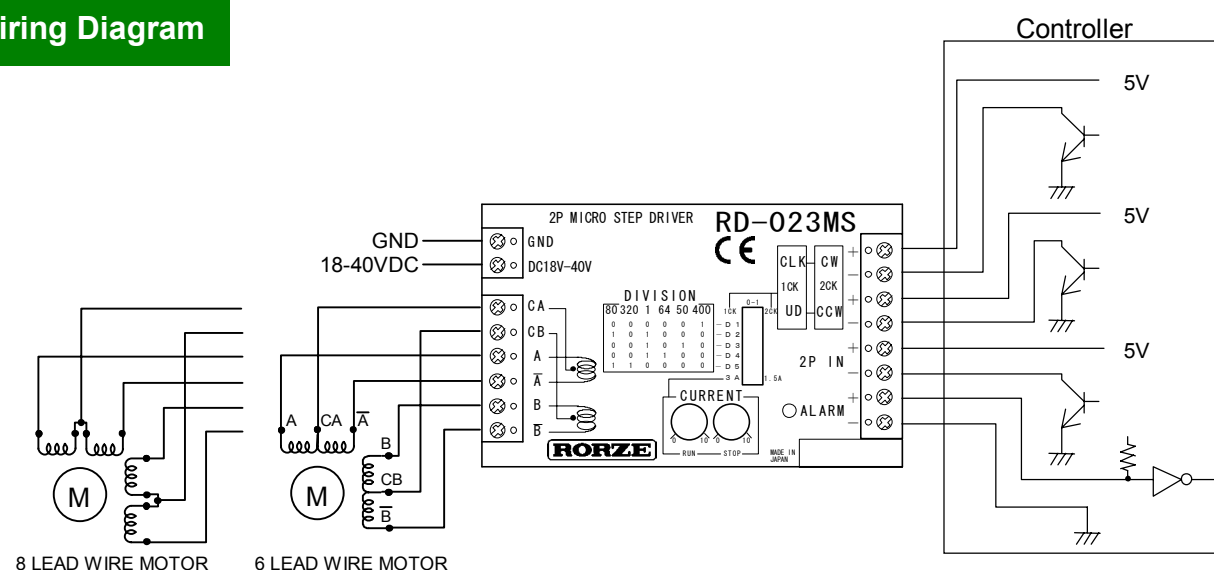 iring Diagram
Controller
5V
5V
5V
GND
18-40VDC
2P MICRO STEP DRIVER
RD-023MS
CE
GND
DC18V-40V
CA
CB
A
A̅
B
B̅
DIVISION
80 320 1 64 50 400
0 0 0 0 0 1
1 0 0 0 0 0
0 0 1 0 1 0
0 0 1 1 0 0
1 1 0 0 0 0
1CK 0-1 2CK
D 1
D 2
D 3
D 4
D 5
3 A
1.5A
CLK CW
1CK 2CK
UD CCW
+
−
+
−
+
2P IN
−
+
ALARM
−
CURRENT
0 10 0 10
RUN STOP
RORZE
MADE IN
JAPAN
A CA A̅
B
CB
B̅
M
M
8 LEAD WIRE MOTOR
6 LEAD WIRE MOTOR